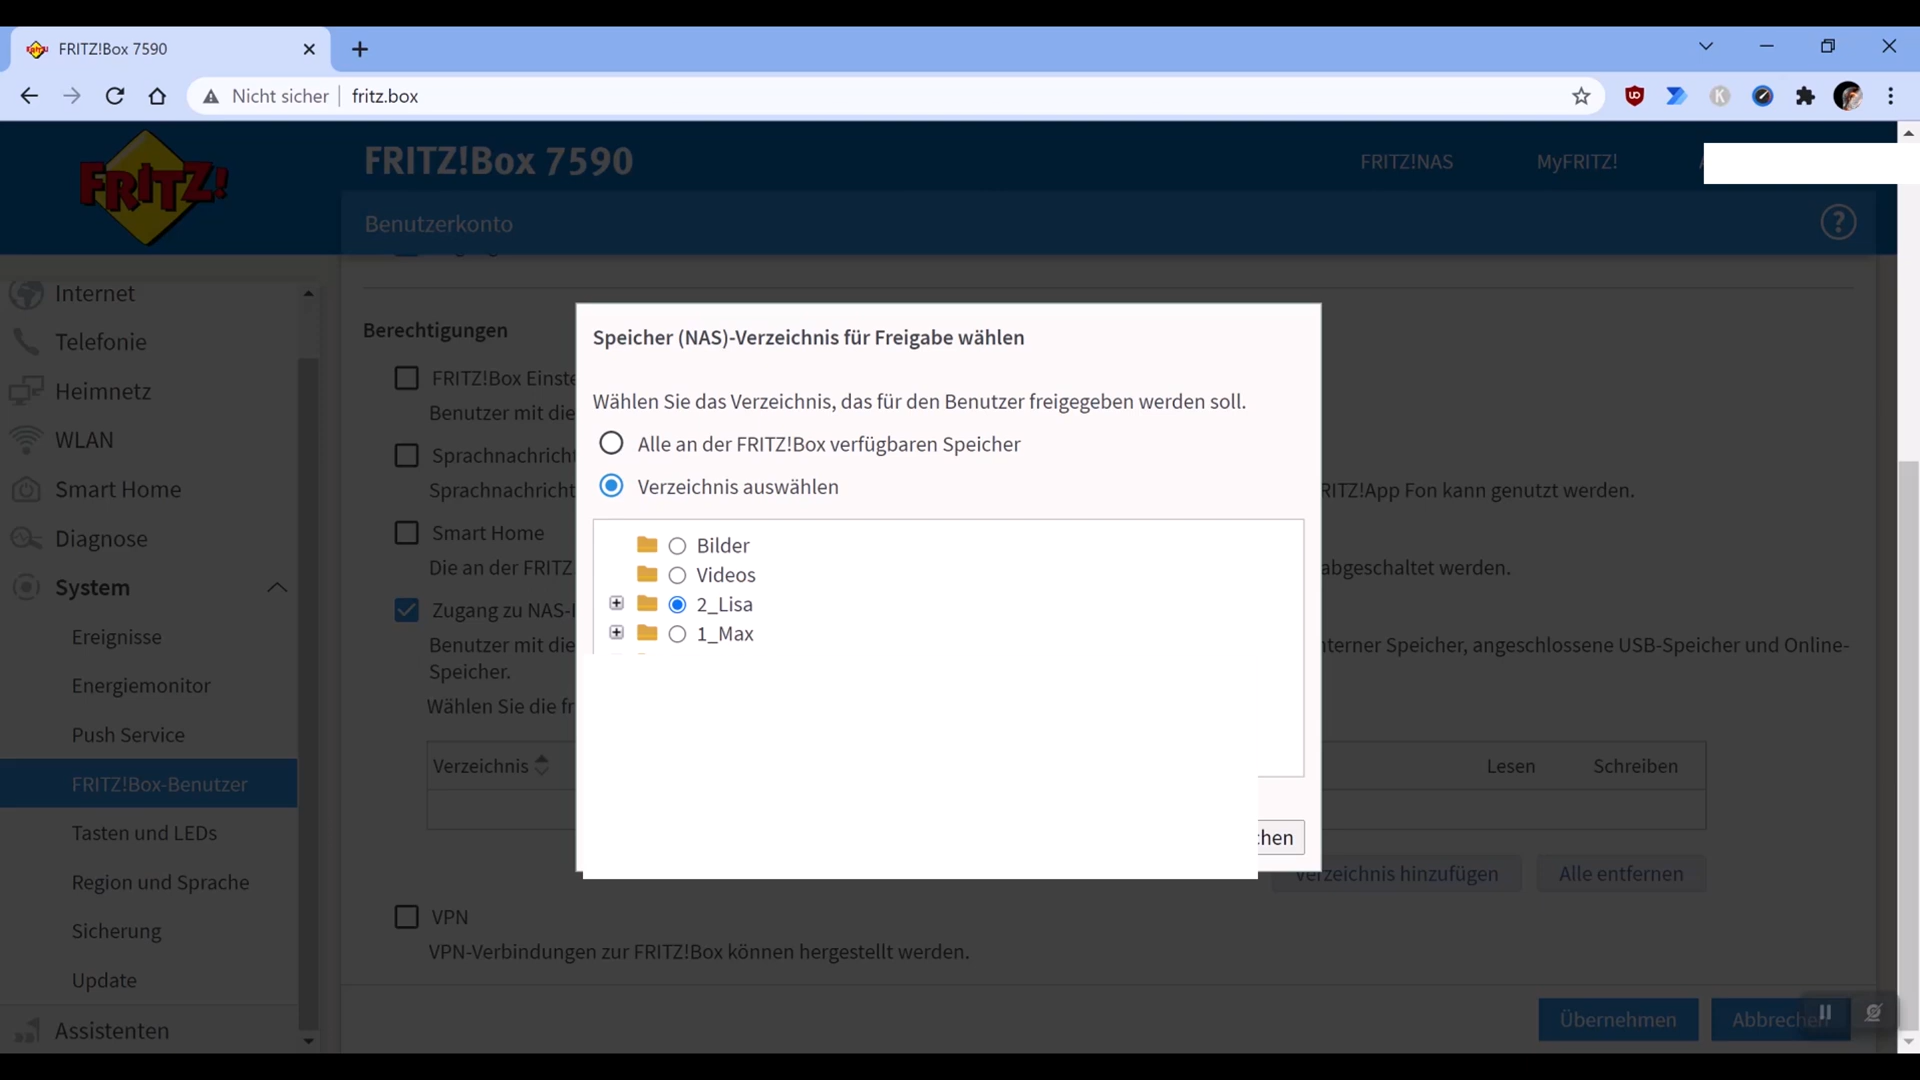 FRITZ!Box 7590
Nicht sicher
fritz.box
FRITZ!
FRITZ!Box 7590
FRITZ!NAS
MyFRITZ!
Benutzerkonto
Internet
Telefonie
Heimnetz
WLAN
Smart Home
Diagnose
System
Ereignisse
Energiemonitor
Push Service
FRITZ!Box-Benutzer
Tasten und LEDs
Region und Sprache
Sicherung
Update
Assistenten
Berechtigungen
FRITZ!Box Einste
Benutzer mit die
Sprachnachricht
Sprachnachricht
RITZ!App Fon kann genutzt werden.
Smart Home
Die an der FRITZ
abgeschaltet werden.
Zugang zu NAS-I
Benutzer mit die
nterner Speicher, angeschlossene USB-Speicher und Online-
Speicher.
Wählen Sie die fr
Verzeichnis
Lesen
Schreiben
Verzeichnis hinzufügen
Alle entfernen
VPN
VPN-Verbindungen zur FRITZ!Box können hergestellt werden.
Übernehmen
Abbrechen
Speicher (NAS)-Verzeichnis für Freigabe wählen
Wählen Sie das Verzeichnis, das für den Benutzer freigegeben werden soll.
Alle an der FRITZ!Box verfügbaren Speicher
Verzeichnis auswählen
Bilder
Videos
2_Lisa
1_Max
chen